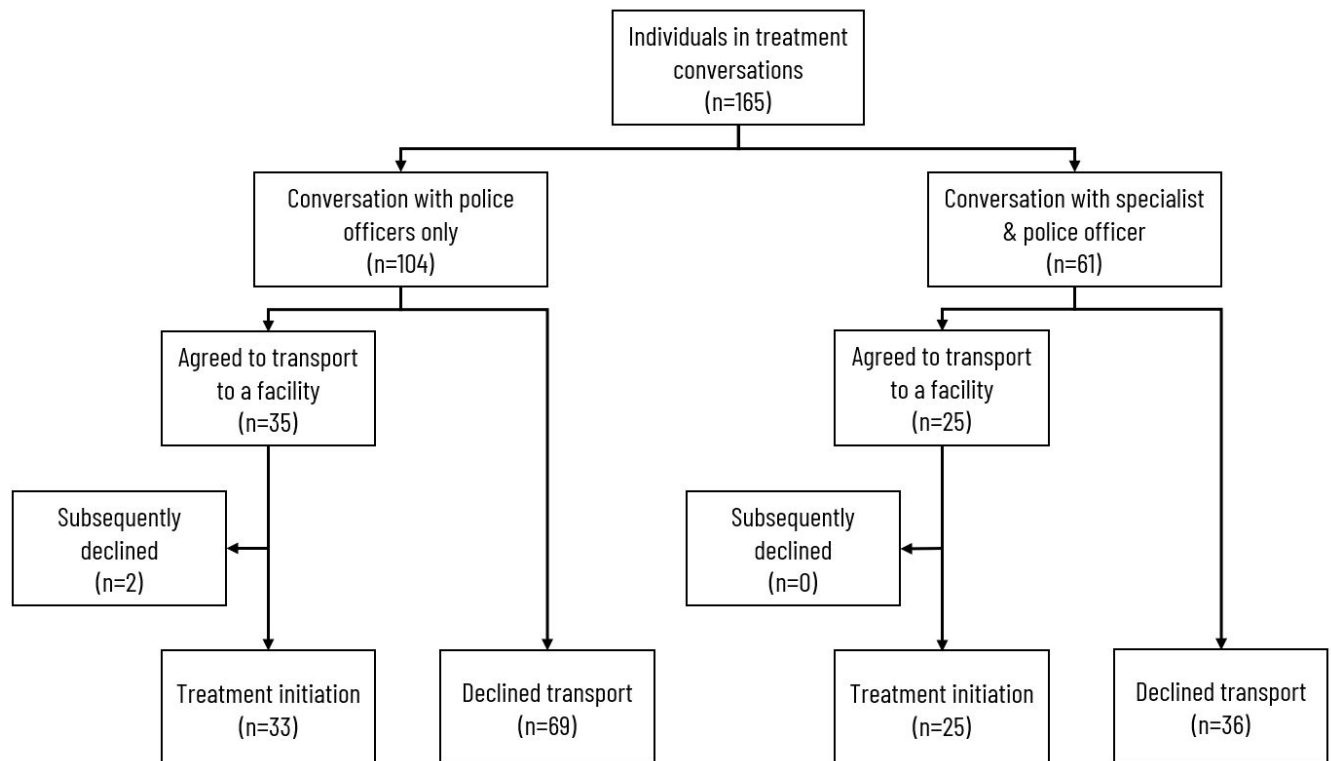 Individuals in treatment
conversations
(n=165)
Conversation with police
officers only
(n=104)
Conversation with specialist
& police officer
(n=61)
Agreed to transport
to a facility
(n=35)
Agreed to transport
to a facility
(n=25)
Subsequently
declined
(n=2)
Subsequently
declined
(n=0)
Treatment initiation
(n=33)
Declined transport
(n=69)
Treatment initiation
(n=25)
Declined transport
(n=36)